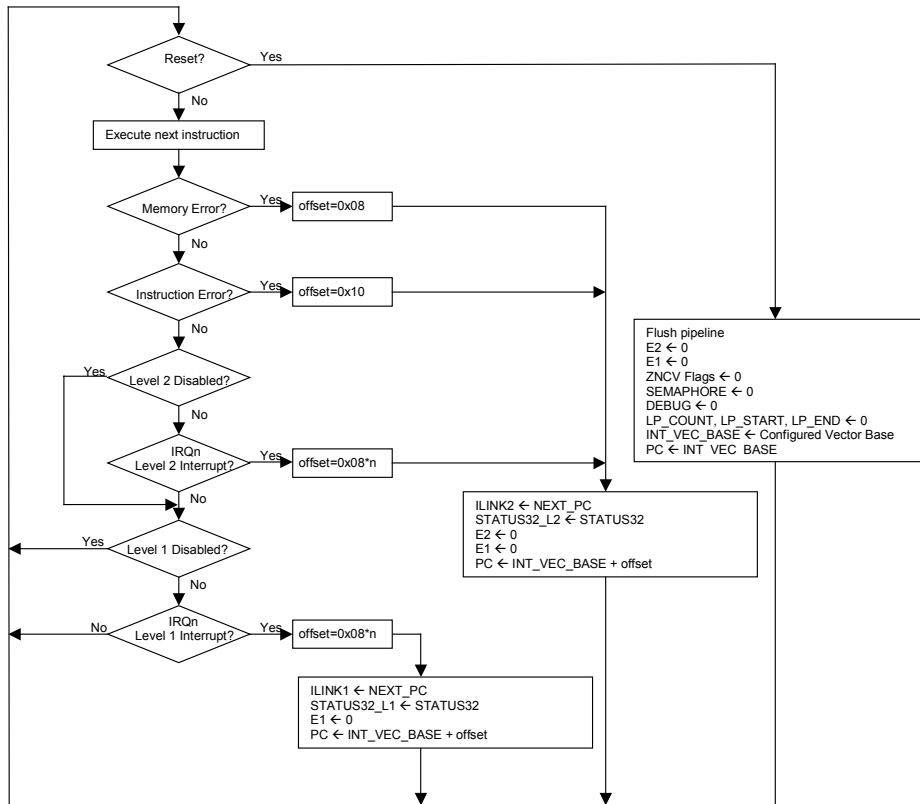 Reset?
Yes
No
Execute next instruction
Memory Error?
Yes
offset=0x08
No
Instruction Error?
Yes
offset=0x10
No
Flush pipeline
E2 ← 0
E1 ← 0
ZNCV Flags ← 0
SEMAPHORE ← 0
DEBUG ← 0
LP_COUNT, LP_START, LP_END ← 0
INT_VEC_BASE ← Configured Vector Base
PC ← INT_VEC_BASE
Yes
Level 2 Disabled?
No
IRQn
Level 2 Interrupt?
Yes
offset=0x08*n
No
ILINK2 ← NEXT_PC
STATUS32_L2 ← STATUS32
E2 ← 0
E1 ← 0
PC ← INT_VEC_BASE + offset
Yes
Level 1 Disabled?
No
No
IRQn
Level 1 Interrupt?
Yes
offset=0x08*n
ILINK1 ← NEXT_PC
STATUS32_L1 ← STATUS32
E1 ← 0
PC ← INT_VEC_BASE + offset